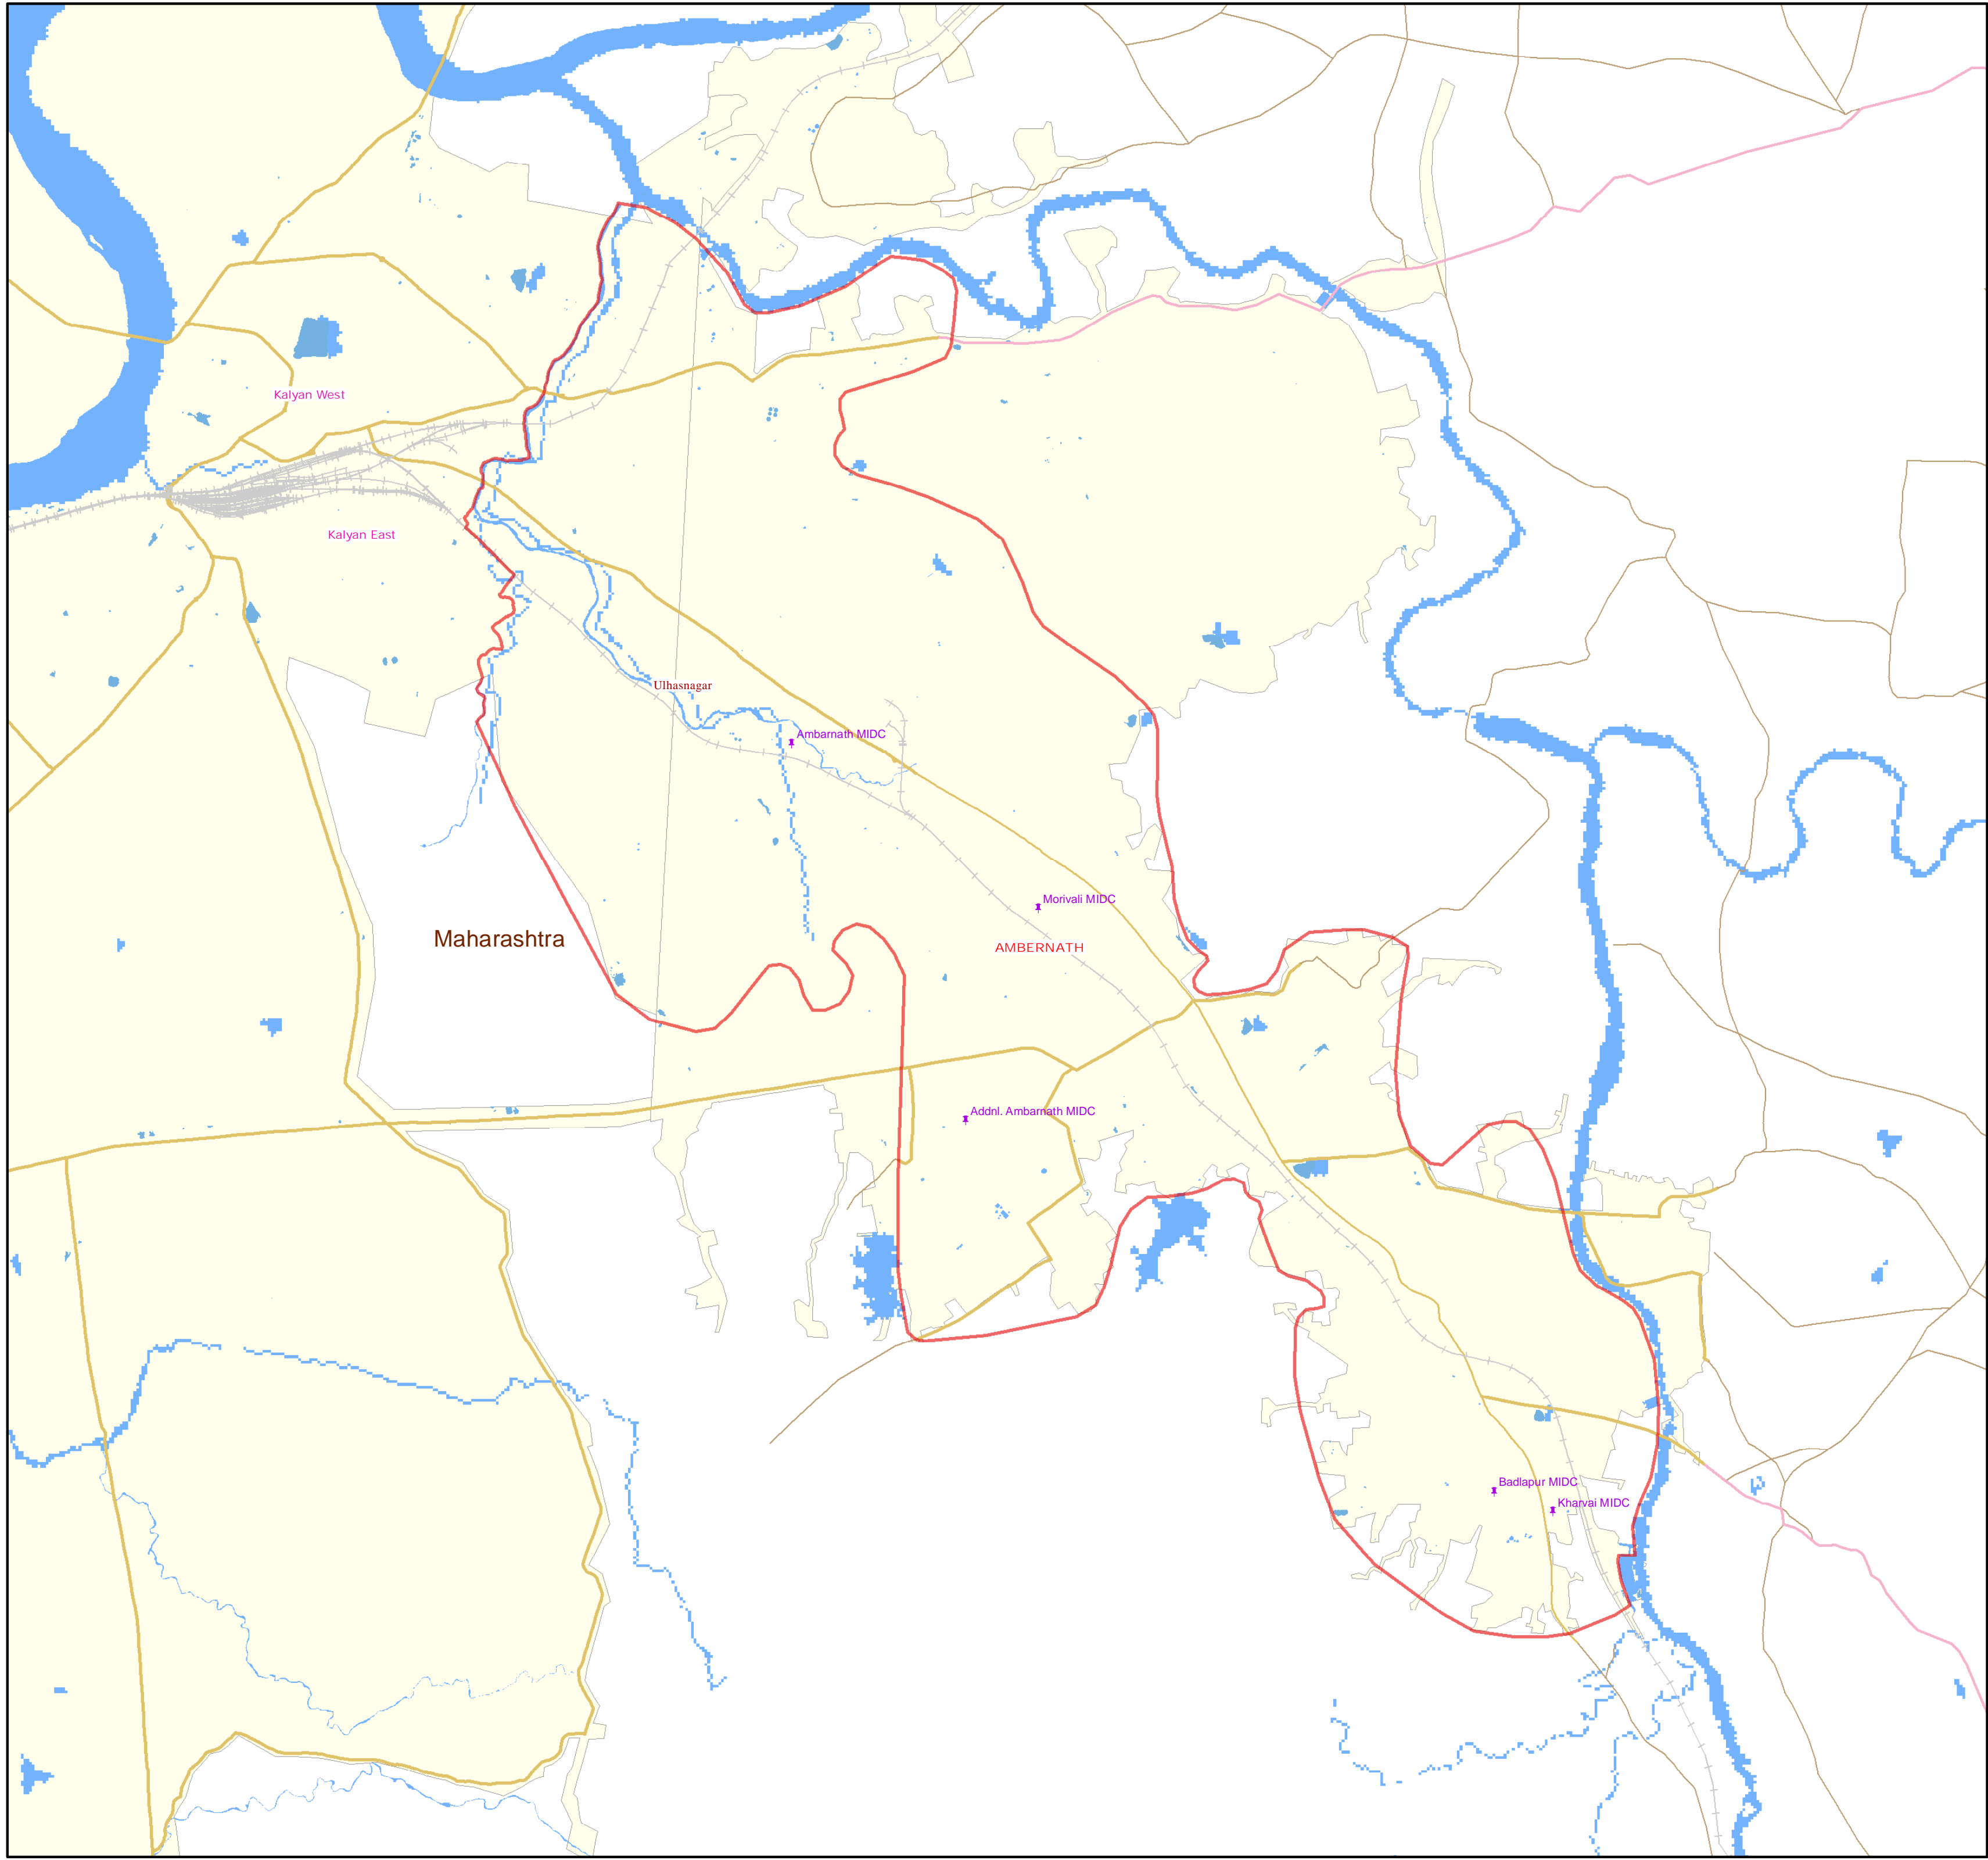 Kalyan West
Kalyan East
Ulhasnagar
Ambarnath MIDC
Morivali MIDC
Maharashtra
AMBERNATH
Addnl. Ambarnath MIDC
Badlapur MIDC
Kharvai MIDC